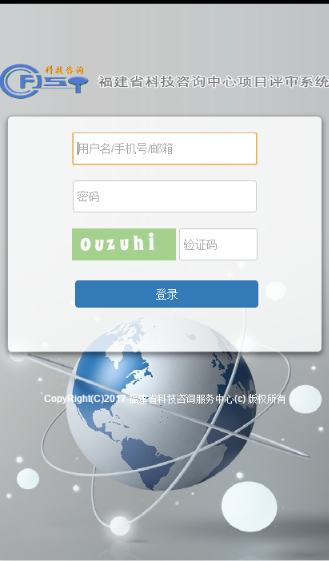 科技咨询
福建省科技咨询中心项目评审系统
用户名/手机号/邮箱
密码
Ouzuhi 验证码
登录
CopyRight(C)2017 福建省科技咨询服务中心(c) 版权所有